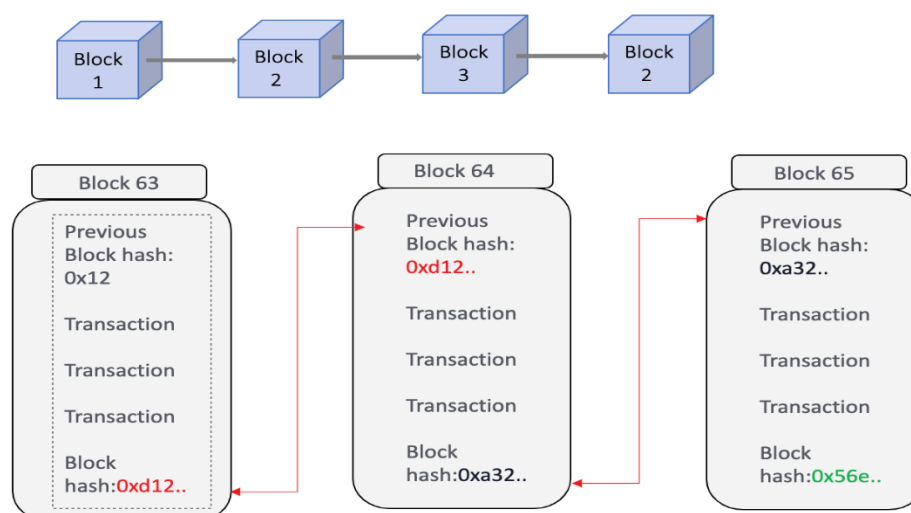 Block
1
Block
2
Block
3
Block
2
Block 63
Previous
Block hash:
0x12
Transaction
Transaction
Transaction
Block
hash:0xd12..
Block 64
Previous
Block hash:
0xd12..
Transaction
Transaction
Transaction
Block
hash:0xa32..
Block 65
Previous
Block hash:
0xa32..
Transaction
Transaction
Transaction
Block
hash:0x56e..